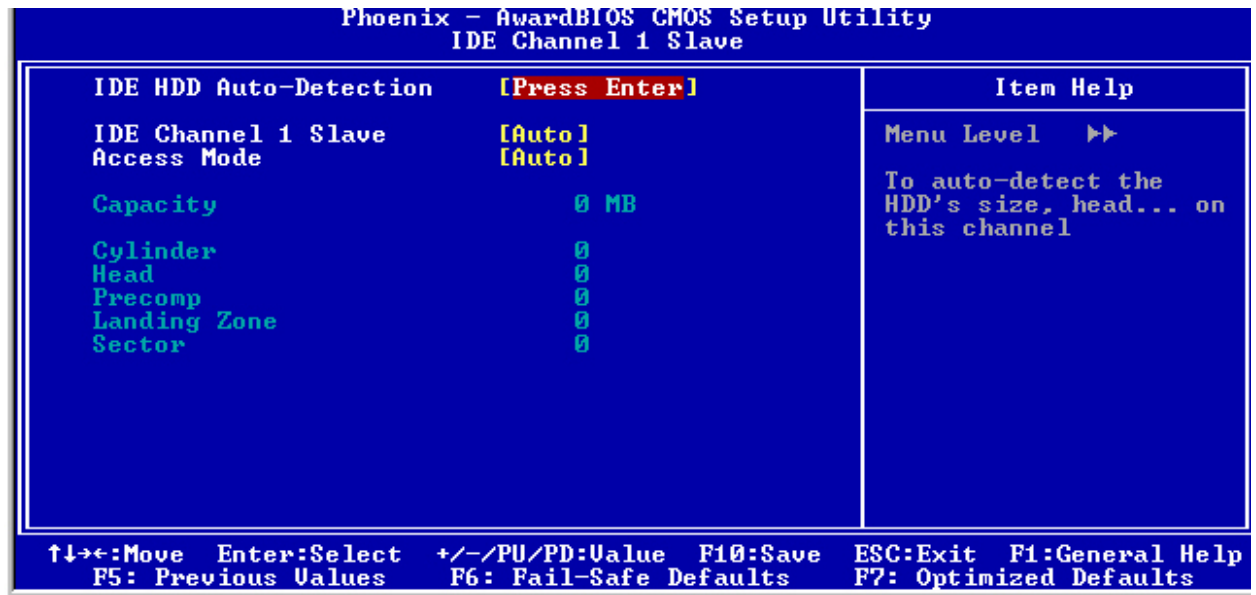 Phoenix - AwardBIOS CMOS Setup Utility
IDE Channel 1 Slave
IDE HDD Auto-Detection [Press Enter]
IDE Channel 1 Slave [Auto]
Access Mode [Auto]
Capacity 0 MB
Cylinder 0
Head 0
Precomp 0
Landing Zone 0
Sector 0
Item Help
Menu Level ▶▶
To auto-detect the
HDD's size, head... on
this channel
↑↓→←:Move Enter:Select +/-/PU/PD:Value F10:Save ESC:Exit F1:General Help
F5: Previous Values F6: Fail-Safe Defaults F7: Optimized Defaults